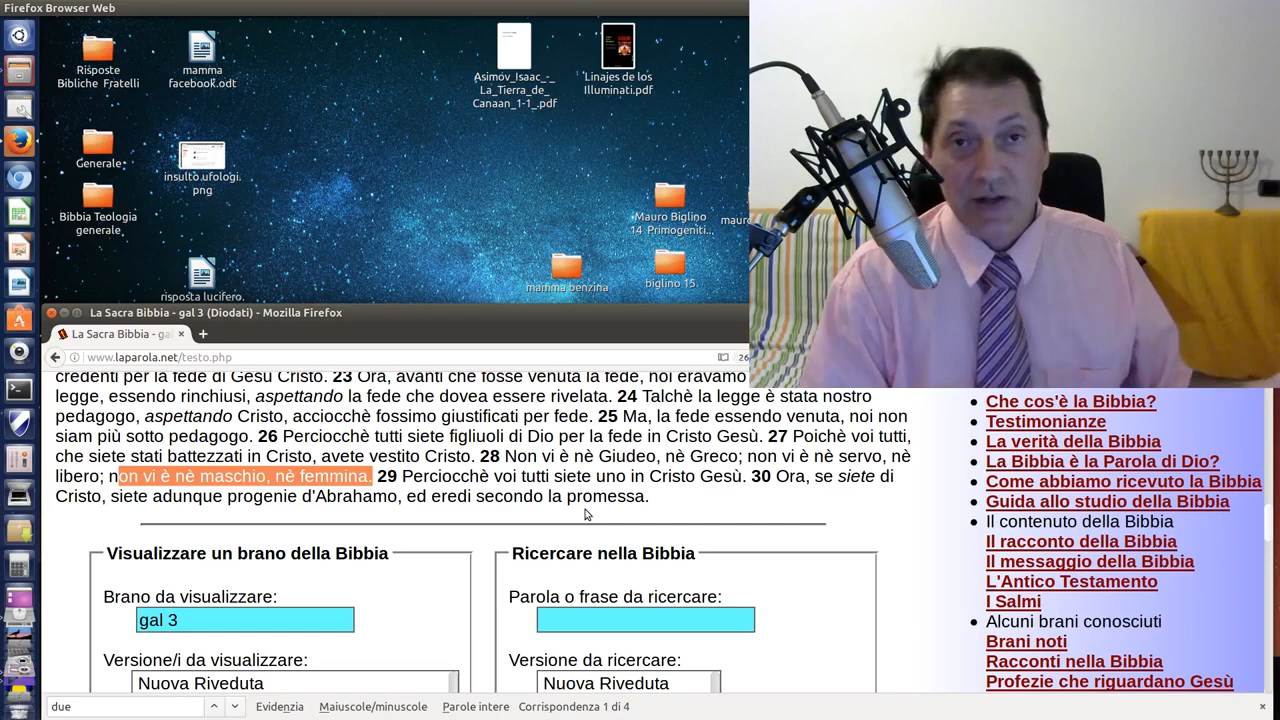 Firefox Browser Web
Risposte
Bibliche Fratelli
mamma
facebook.odt
Asimov_Isaac_-_
La_Tierra_de_
Canaan_1-1_.pdf
Linajes de los
Illuminati.pdf
Generale
insulto ufologi.
png
Bibbia Teologia
generale
Mauro Biglino
14 Primogeniti...
mamma benzina
biglino 15.
risposta lucifero.
La Sacra Bibbia - gal 3 (Diodati) - Mozilla Firefox
La Sacra Bibbia - gal
www.laparola.net/testo.php
credenti per la fede di Gesù Cristo. 23 Ora, avanti che fosse venuta la fede, noi eravamo
legge, essendo rinchiusi, aspettando la fede che dovea essere rivelata. 24 Talchè la legge è stata nostro
pedagogo, aspettando Cristo, acciocchè fossimo giustificati per fede. 25 Ma, la fede essendo venuta, noi non
siam più sotto pedagogo. 26 Perciocchè tutti siete figliuoli di Dio per la fede in Cristo Gesù. 27 Poichè voi tutti,
che siete stati battezzati in Cristo, avete vestito Cristo. 28 Non vi è nè Giudeo, nè Greco; non vi è nè servo, nè
libero; non vi è nè maschio, nè femmina. 29 Perciocchè voi tutti siete uno in Cristo Gesù. 30 Ora, se siete di
Cristo, siete adunque progenie d'Abrahamo, ed eredi secondo la promessa.
Visualizzare un brano della Bibbia
Brano da visualizzare:
gal 3
Versione/i da visualizzare:
Nuova Riveduta
Ricercare nella Bibbia
Parola o frase da ricercare:
Versione da ricercare:
Nuova Riveduta
Che cos'è la Bibbia?
Testimonianze
La verità della Bibbia
La Bibbia è la Parola di Dio?
Come abbiamo ricevuto la Bibbia
Guida allo studio della Bibbia
Il contenuto della Bibbia
Il racconto della Bibbia
Il messaggio della Bibbia
L'Antico Testamento
I Salmi
Alcuni brani conosciuti
Brani noti
Racconti nella Bibbia
Profezie che riguardano Gesù
due
Evidenzia
Maiuscole/minuscole
Parole intere
Corrispondenza 1 di 4